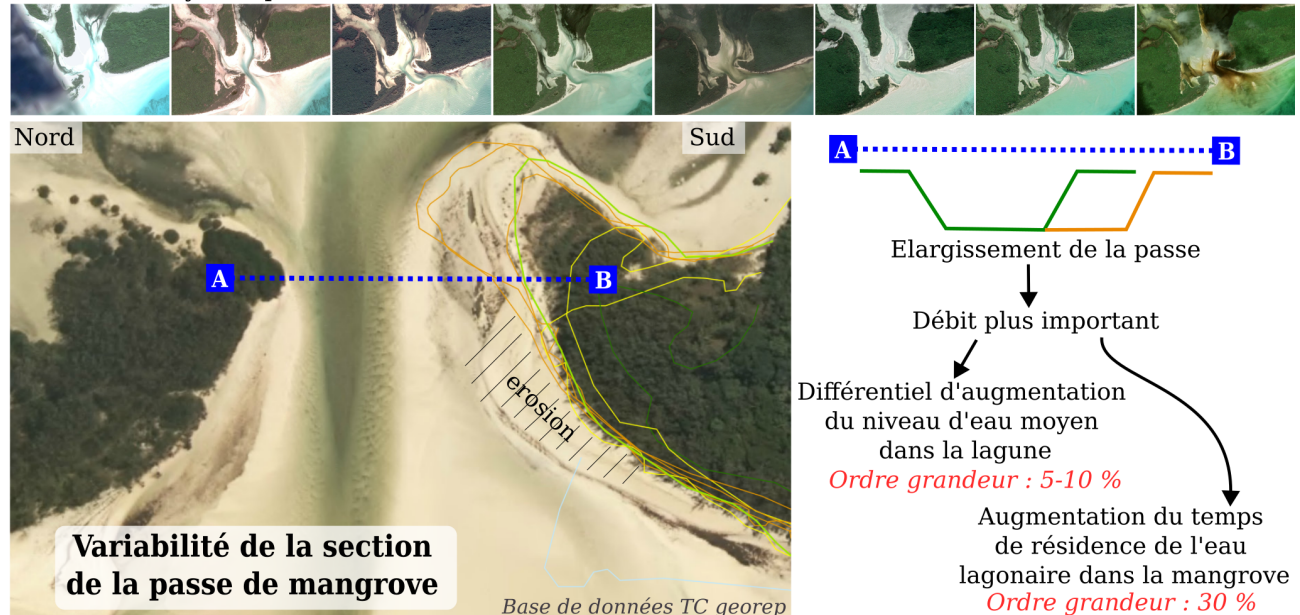 Nord
Sud
A
B
A
B
erosion
Variabilité de la section
de la passe de mangrove
Base de données TC georep
Elargissement de la passe
Débit plus important
Différentiel d'augmentation
du niveau d'eau moyen
dans la lagune
Ordre grandeur : 5-10 %
Augmentation du temps
de résidence de l'eau
lagonaire dans la mangrove
Ordre grandeur : 30 %